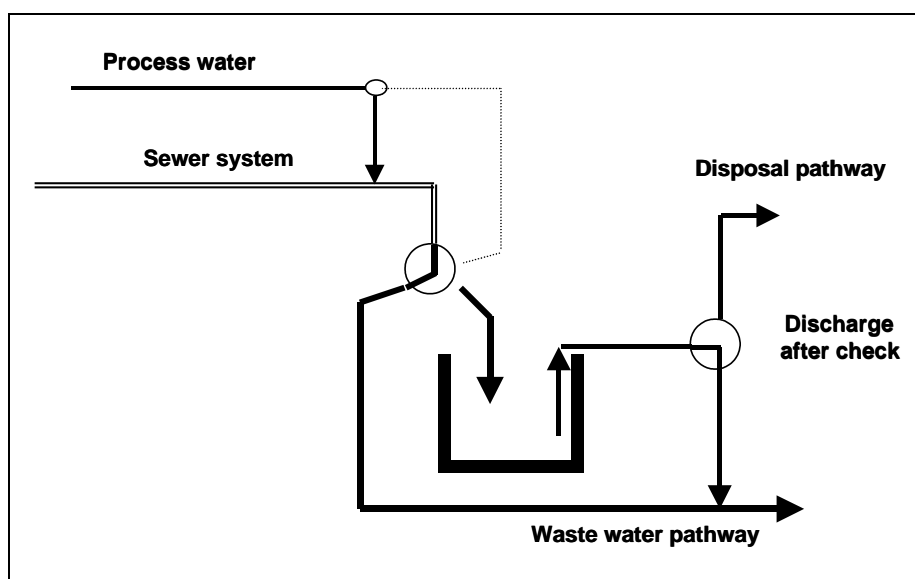 Process water
Sewer system
Disposal pathway
Discharge
after check
Waste water pathway